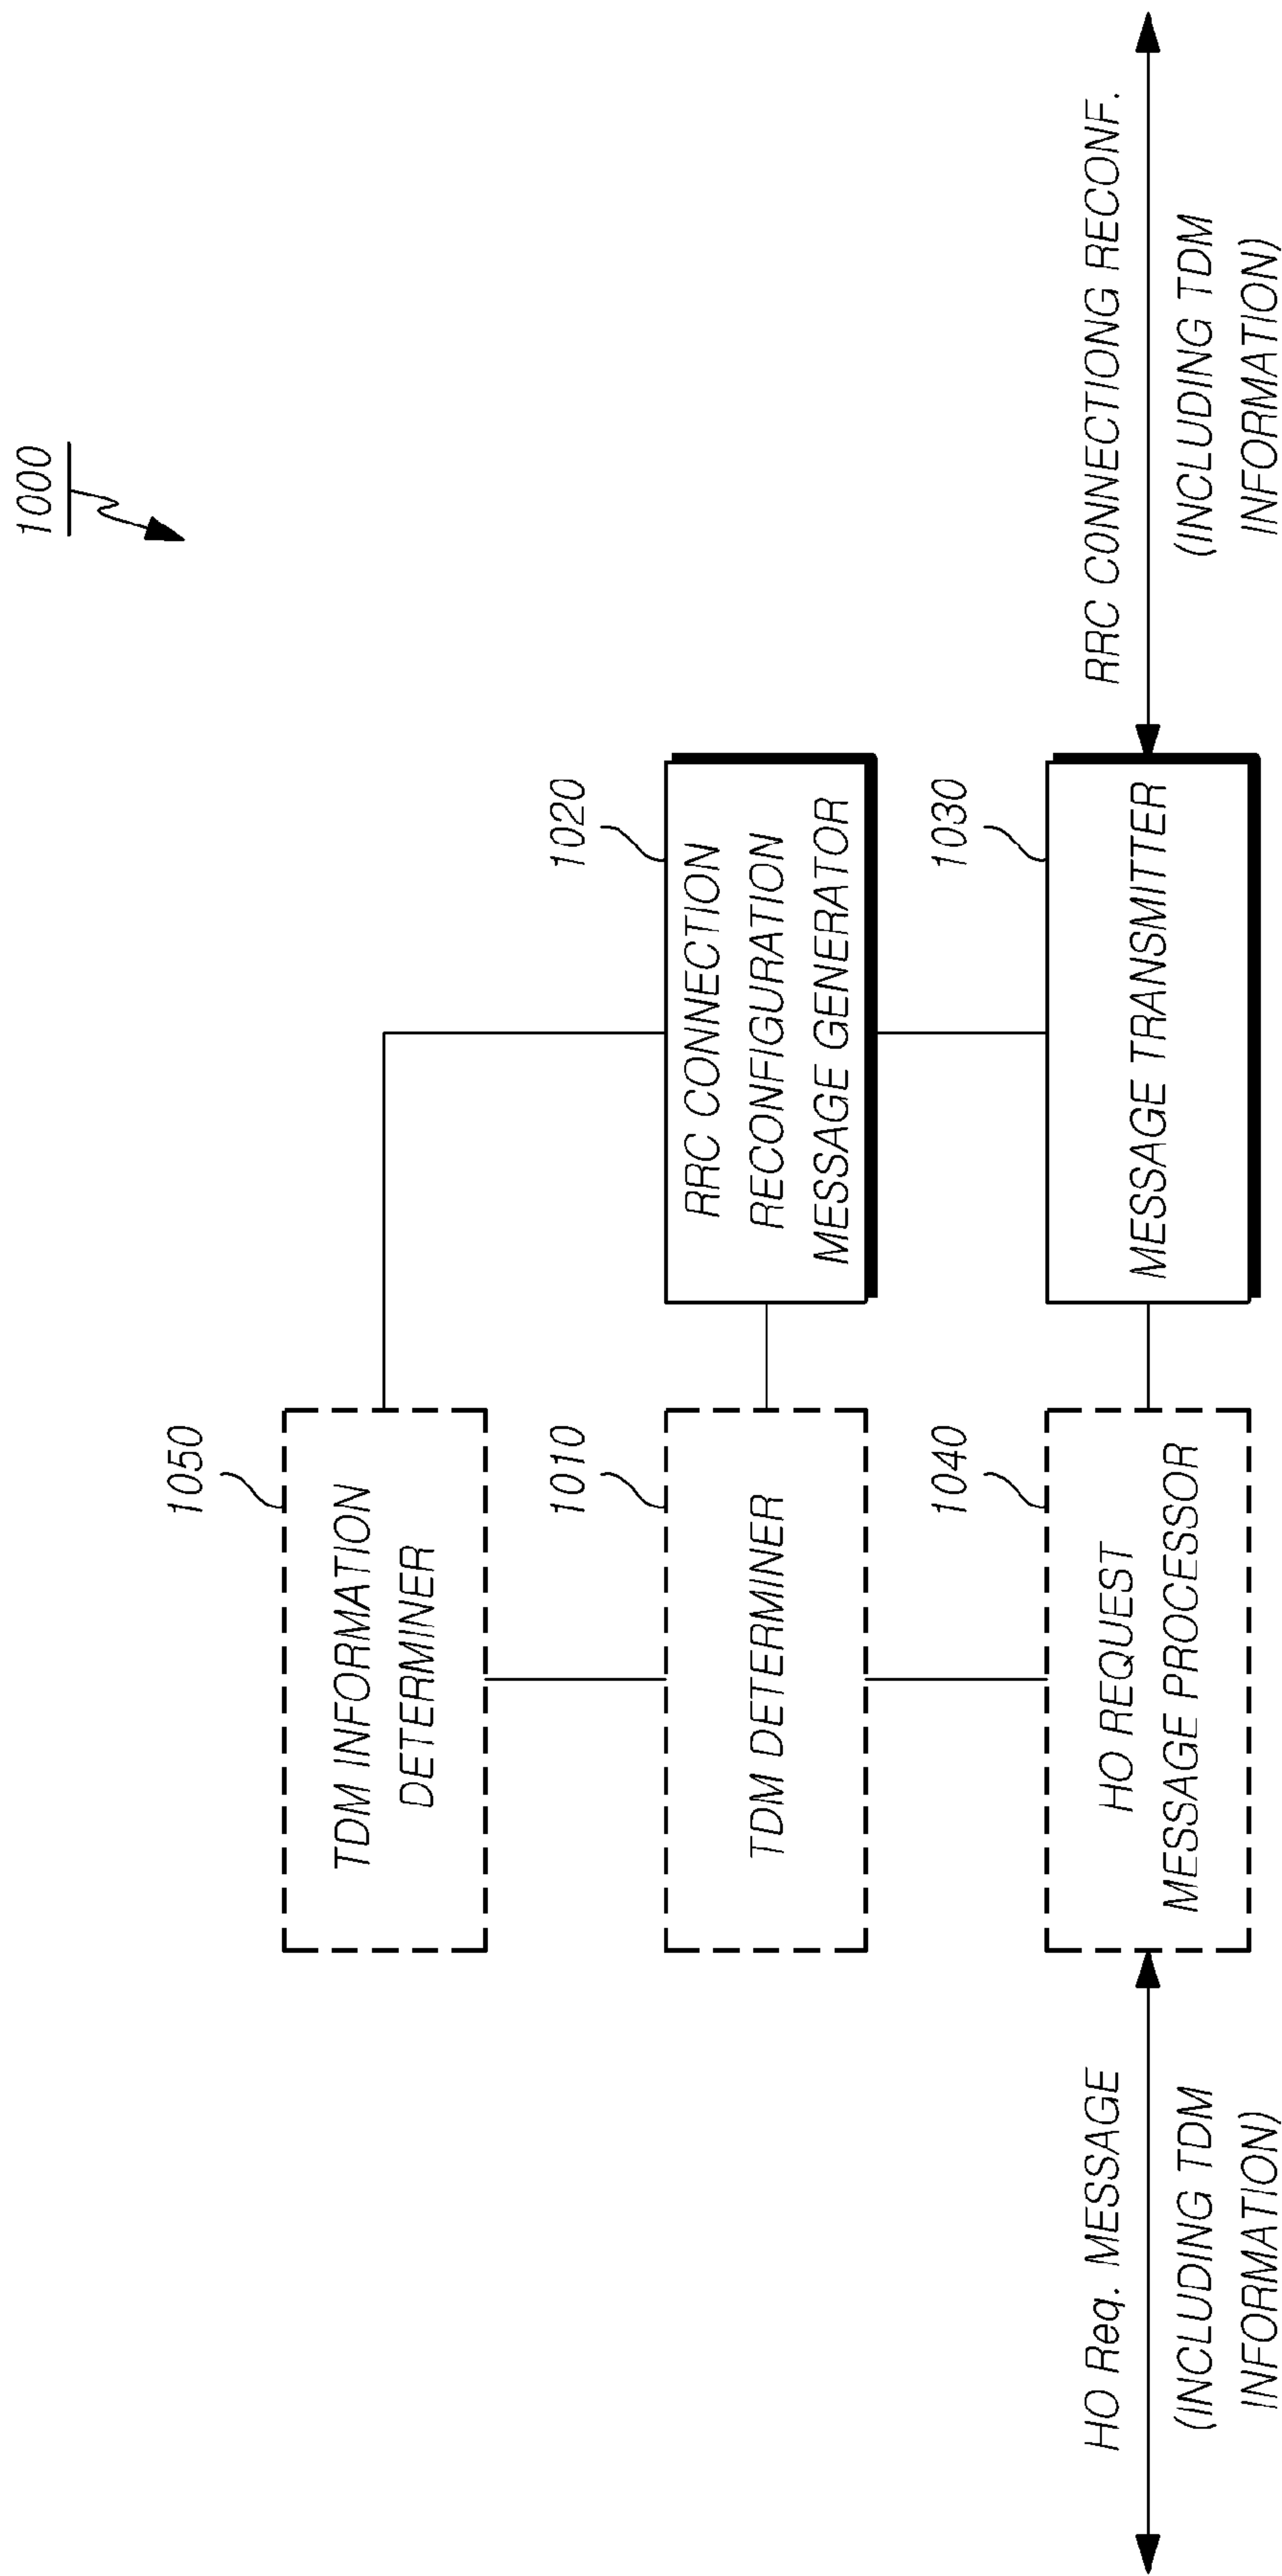 1000
1050
TDM INFORMATION
DETERMINER
1010
TDM DETERMINER
1020
RRC CONNECTION
RECONFIGURATION
MESSAGE GENERATOR
HO Req. MESSAGE
(INCLUDING TDM
INFORMATION)
1040
HO REQUEST
MESSAGE PROCESSOR
1030
MESSAGE TRANSMITTER
RRC CONNECTIONG RECONF.
(INCLUDING TDM
INFORMATION)